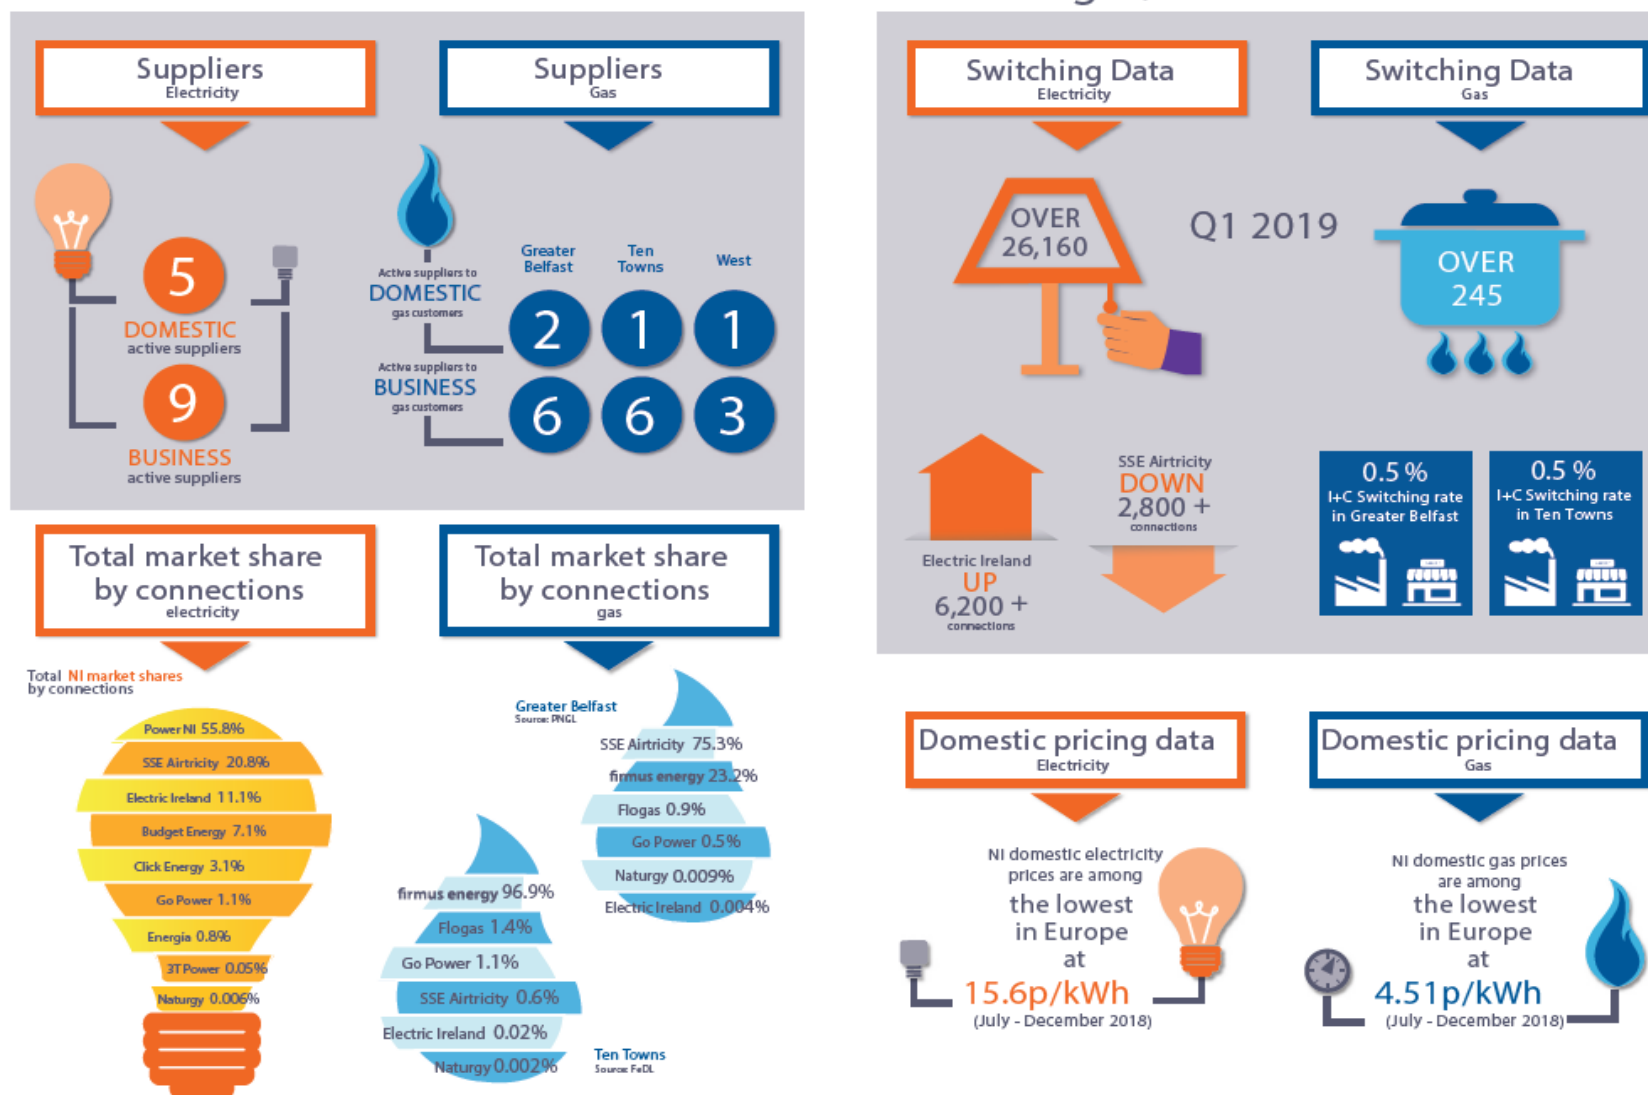 Suppliers
Electricity
Suppliers
Gas
5
DOMESTIC
active suppliers
9
BUSINESS
active suppliers
Greater
Belfast
Ten
Towns
West
Active suppliers to
DOMESTIC
gas customers
2
1
1
Active suppliers to
BUSINESS
gas customers
6
6
3
Switching Data
Electricity
Switching Data
Gas
OVER
26,160
Q1 2019
OVER
245
Electric Ireland
UP
6,200 +
connections
SSE Airtricity
DOWN
2,800 +
connections
0.5 %
I+C Switching rate
in Greater Belfast
0.5 %
I+C Switching rate
in Ten Towns
Total market share
by connections
electricity
Total market share
by connections
gas
Total NI market shares
by connections
Power NI 55.8%
SSE Airtricity 20.8%
Electric Ireland 11.1%
Budget Energy 7.1%
Click Energy 3.1%
Go Power 1.1%
Energia 0.8%
3T Power 0.05%
Naturgy 0.006%
Greater Belfast
Source: PNGL
SSE Airtricity 75.3%
firmus energy 23.2%
Flogas 0.9%
Go Power 0.5%
Naturgy 0.009%
Electric Ireland 0.004%
firmus energy 96.9%
Flogas 1.4%
Go Power 1.1%
SSE Airtricity 0.6%
Electric Ireland 0.02%
Naturgy 0.002%
Ten Towns
Source: FeDL
Domestic pricing data
Electricity
Domestic pricing data
Gas
NI domestic electricity
prices are among
the lowest
in Europe
at
15.6p/kWh
(July - December 2018)
NI domestic gas prices
are among
the lowest
in Europe
at
4.51p/kWh
(July - December 2018)